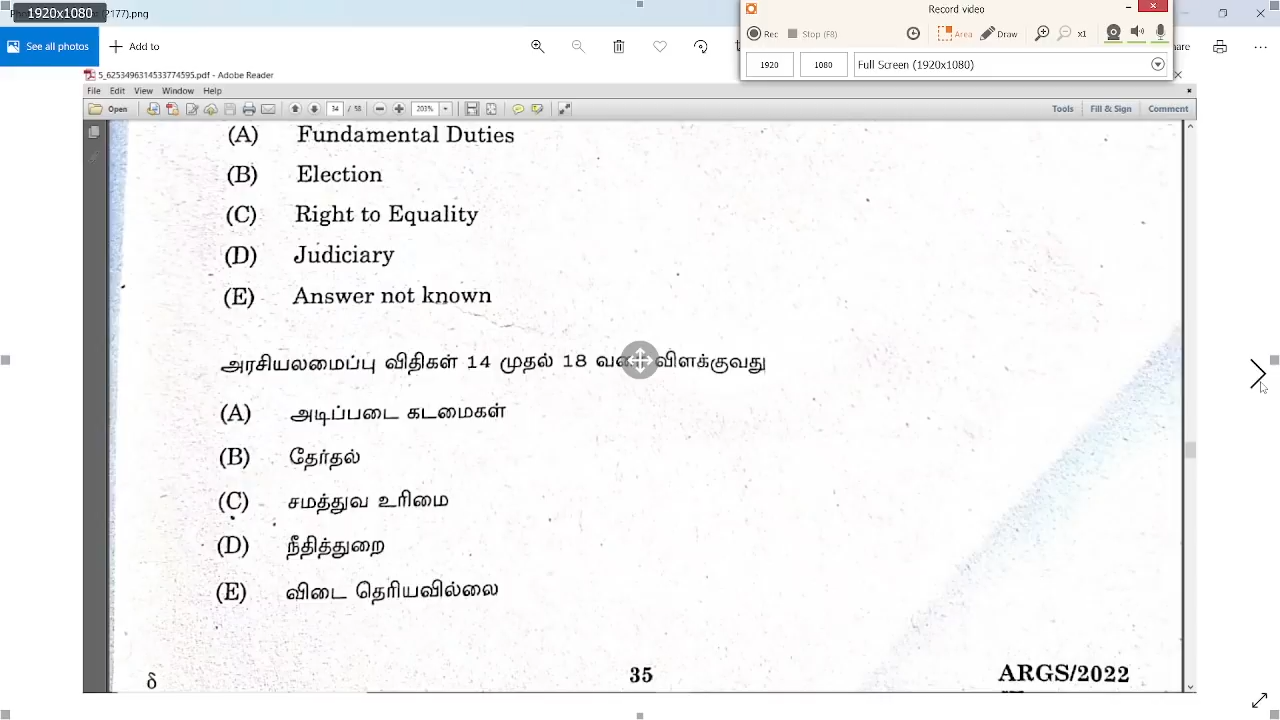 1920x1080
(2177).png
Record video
See all photos
Add to
Rec
Stop (F8)
Area
Draw
x1
1920
1080
Full Screen (1920x1080)
5_6253496314533774595.pdf - Adobe Reader
File Edit View Window Help
Open
34 / 58
203%
Tools Fill & Sign Comment
(A) Fundamental Duties
(B) Election
(C) Right to Equality
(D) Judiciary
(E) Answer not known
அரசியலமைப்பு விதிகள் 14 முதல் 18 விளக்குவது
(A) அடிப்படை கடமைகள்
(B) தேர்தல்
(C) சமத்துவ உரிமை
(D) நீதித்துறை
(E) விடை தெரியவில்லை
δ
35
ARGS/2022